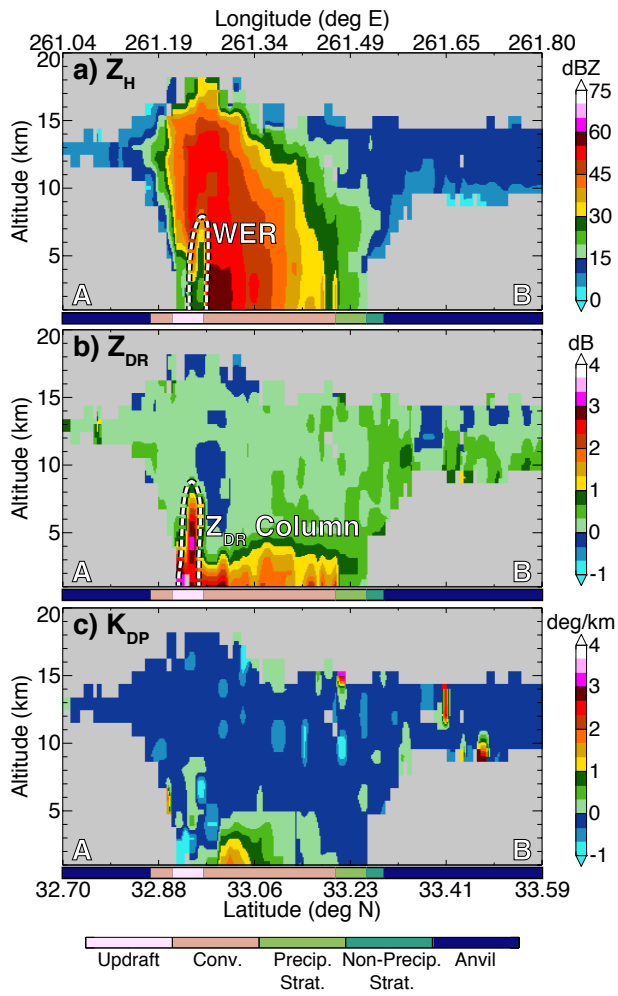 Longitude (deg E)
261.04 261.19 261.34 261.49 261.65 261.80
a) Z_H
dBZ
20
15
10
5
Altitude (km)
WER
A
B
75
60
45
30
15
0
b) Z_DR
dB
20
15
10
5
Altitude (km)
Z_DR Column
A
B
4
3
2
1
0
-1
c) K_DP
deg/km
20
15
10
5
Altitude (km)
A
B
4
3
2
1
0
-1
32.70 32.88 33.06 33.23 33.41 33.59
Latitude (deg N)
Updraft Conv. Precip. Strat. Non-Precip. Strat. Anvil